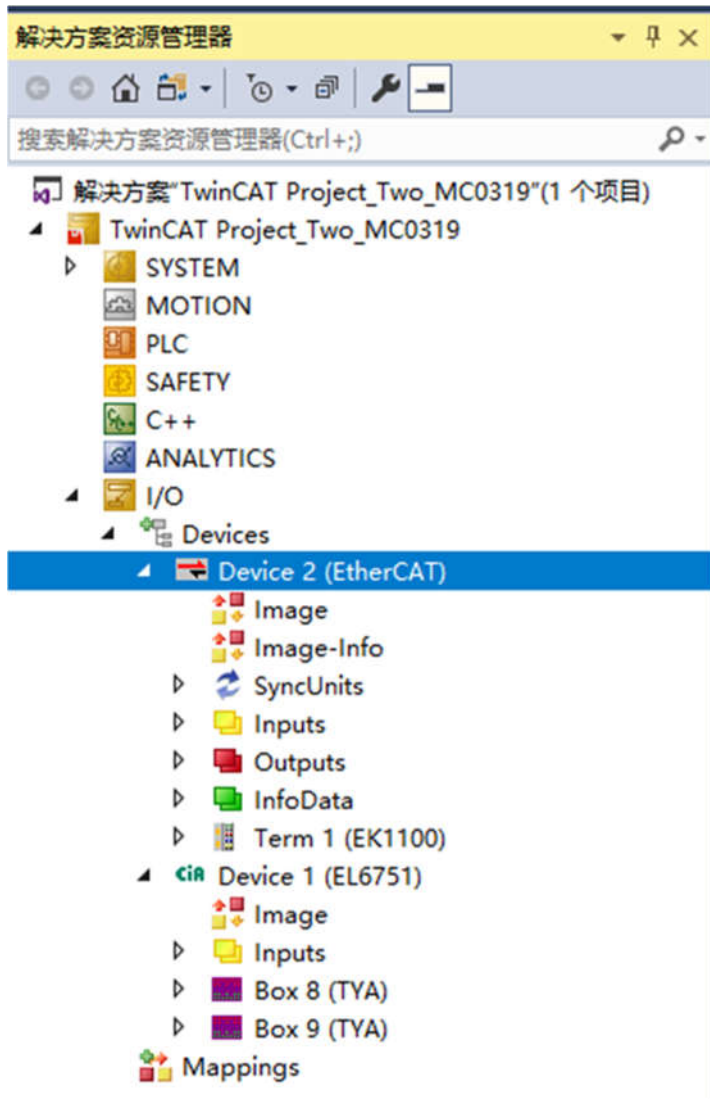 解决方案资源管理器
搜索解决方案资源管理器(Ctrl+;)
解决方案"TwinCAT Project_Two_MC0319"(1 个项目)
TwinCAT Project_Two_MC0319
SYSTEM
MOTION
PLC
SAFETY
C++
ANALYTICS
I/O
Devices
Device 2 (EtherCAT)
Image
Image-Info
SyncUnits
Inputs
Outputs
InfoData
Term 1 (EK1100)
CiA Device 1 (EL6751)
Image
Inputs
Box 8 (TYA)
Box 9 (TYA)
Mappings